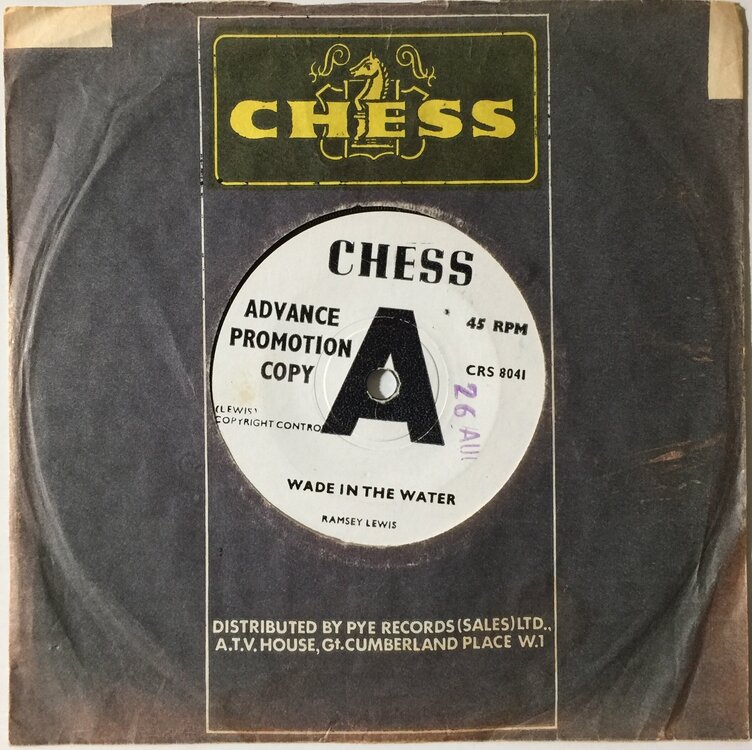 CHESS
CHESS
ADVANCE
PROMOTION
COPY
A
45 RPM
CRS 8041
26 AU
(LEWIS)
COPYRIGHT CONTRO
WADE IN THE WATER
RAMSEY LEWIS
DISTRIBUTED BY PYE RECORDS (SALES) LTD.,
A.T.V. HOUSE, Gt. CUMBERLAND PLACE W.1